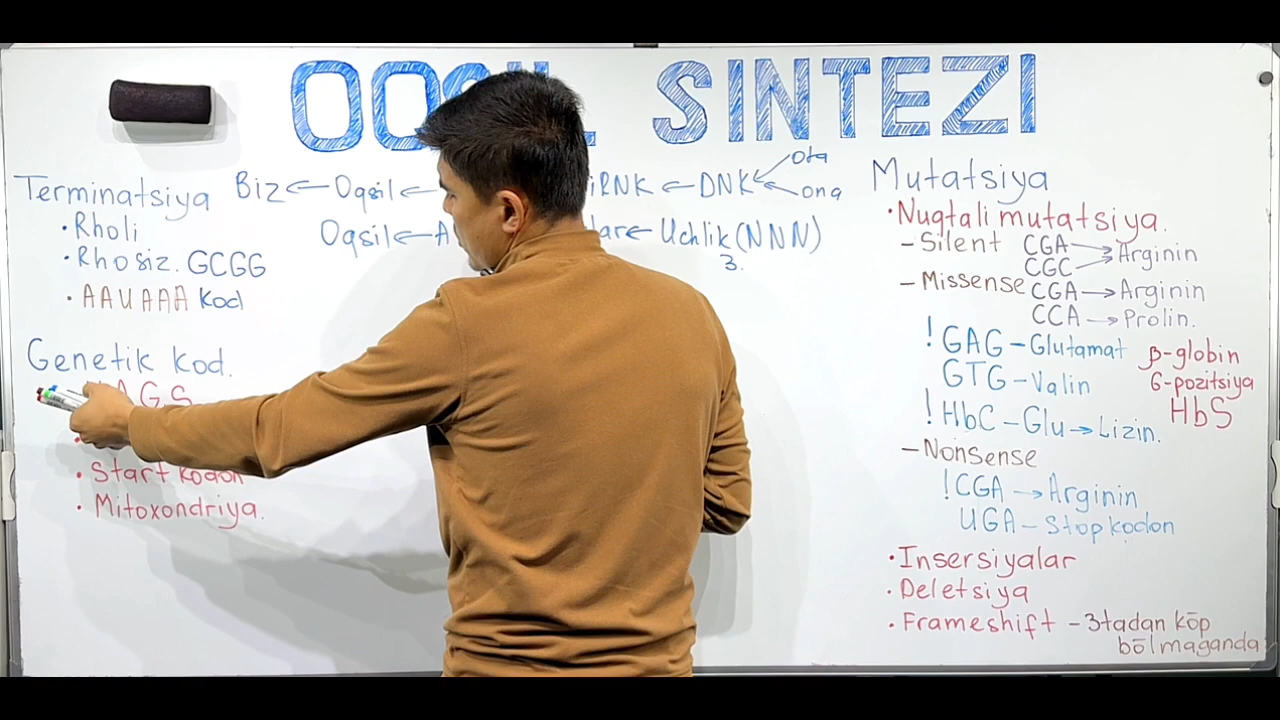 SINTEZI
Terminatsiya
• Rholi
• Rhosiz. GCGG
• AAUAAA kod
Genetik kod.
AGS
• Start kodon
• Mitoxondriya.
Biz ← Oqsil ← iRNK ← DNK ← Ota
← ona
Oqsil ← A ← Uchlik (NNN)
3.
Mutatsiya
• Nuqtali mutatsiya.
– Silent CGA → Arginin
CGC →
– Missense CGA → Arginin
CCA → Prolin.
! GAG – Glutamat β-globin
GTG – Valin 6-pozitsiya
HbS
! HbC – Glu → Lizin.
– Nonsense
! CGA → Arginin
UGA – Stop kodon
• Insersiyalar
• Deletsiya
• Frameshift – 3tadan kōp
bōlmaganda